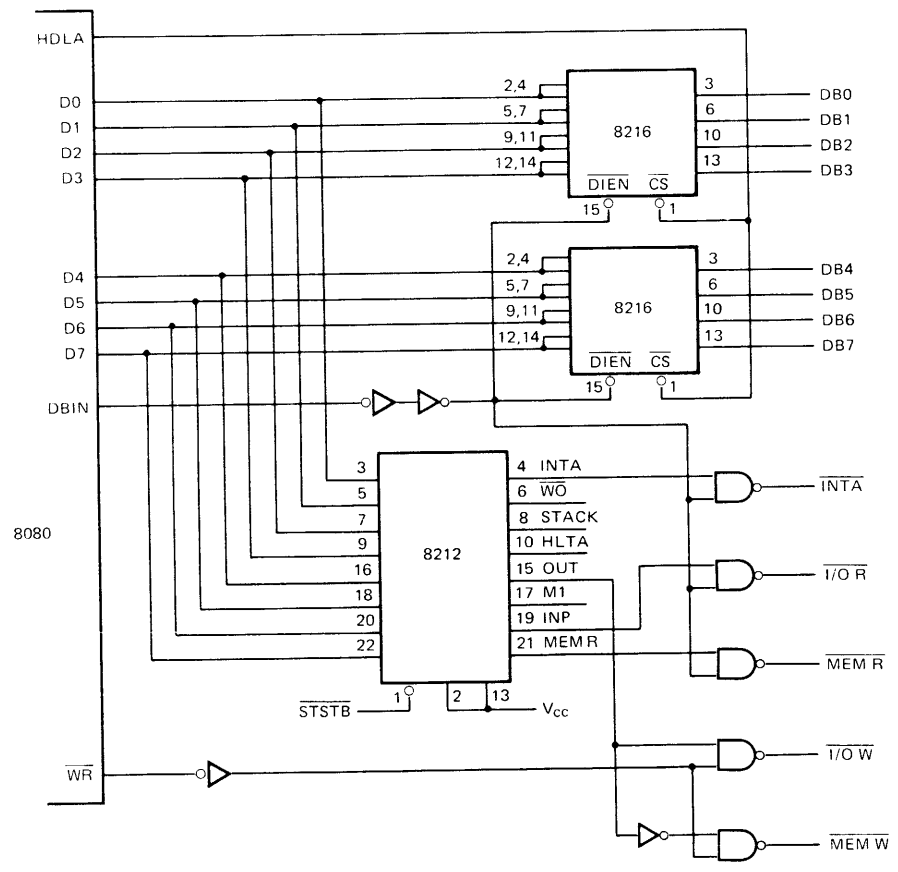 HDLA
D0
D1
D2
D3
D4
D5
D6
D7
DBIN
8080
WR
2,4
5,7
9,11
12,14
8216
DIEN
CS
15
1
3
6
10
13
DB0
DB1
DB2
DB3
2,4
5,7
9,11
12,14
8216
DIEN
CS
15
1
3
6
10
13
DB4
DB5
DB6
DB7
3
5
7
9
16
18
20
22
8212
4 INTA
6 WO
8 STACK
10 HLTA
15 OUT
17 M1
19 INP
21 MEMR
1
2
13
STSTB
Vcc
INTA
I/O R
MEM R
I/O W
MEM W